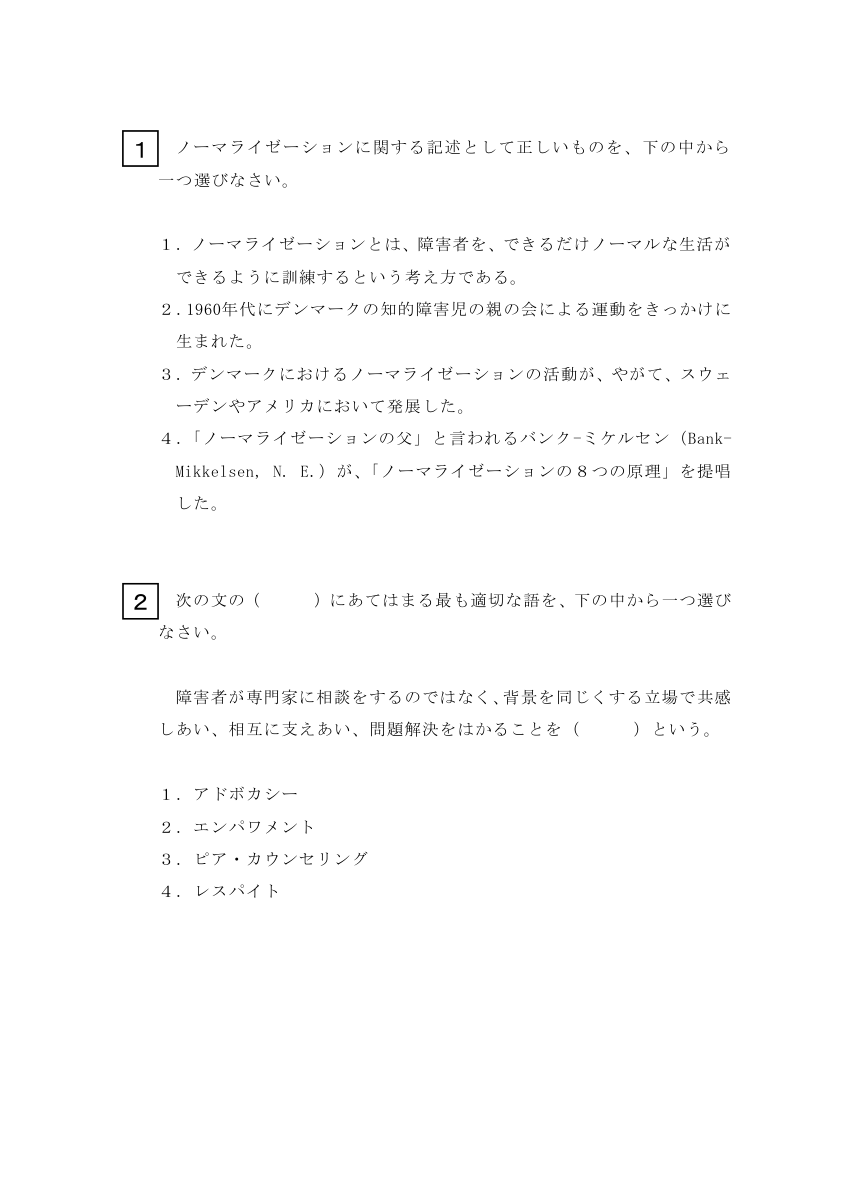 1 ノーマライゼーションに関する記述として正しいものを、下の中から
一つ選びなさい。
１．ノーマライゼーションとは、障害者を、できるだけノーマルな生活が
できるように訓練するという考え方である。
２．1960年代にデンマークの知的障害児の親の会による運動をきっかけに
生まれた。
３．デンマークにおけるノーマライゼーションの活動が、やがて、スウェ
ーデンやアメリカにおいて発展した。
４．「ノーマライゼーションの父」と言われるバンク-ミケルセン（Bank-
Mikkelsen, N. E.）が、「ノーマライゼーションの８つの原理」を提唱
した。
2 次の文の（　　　）にあてはまる最も適切な語を、下の中から一つ選び
なさい。
障害者が専門家に相談をするのではなく、背景を同じくする立場で共感
しあい、相互に支えあい、問題解決をはかることを（　　　）という。
１．アドボカシー
２．エンパワメント
３．ピア・カウンセリング
４．レスパイト